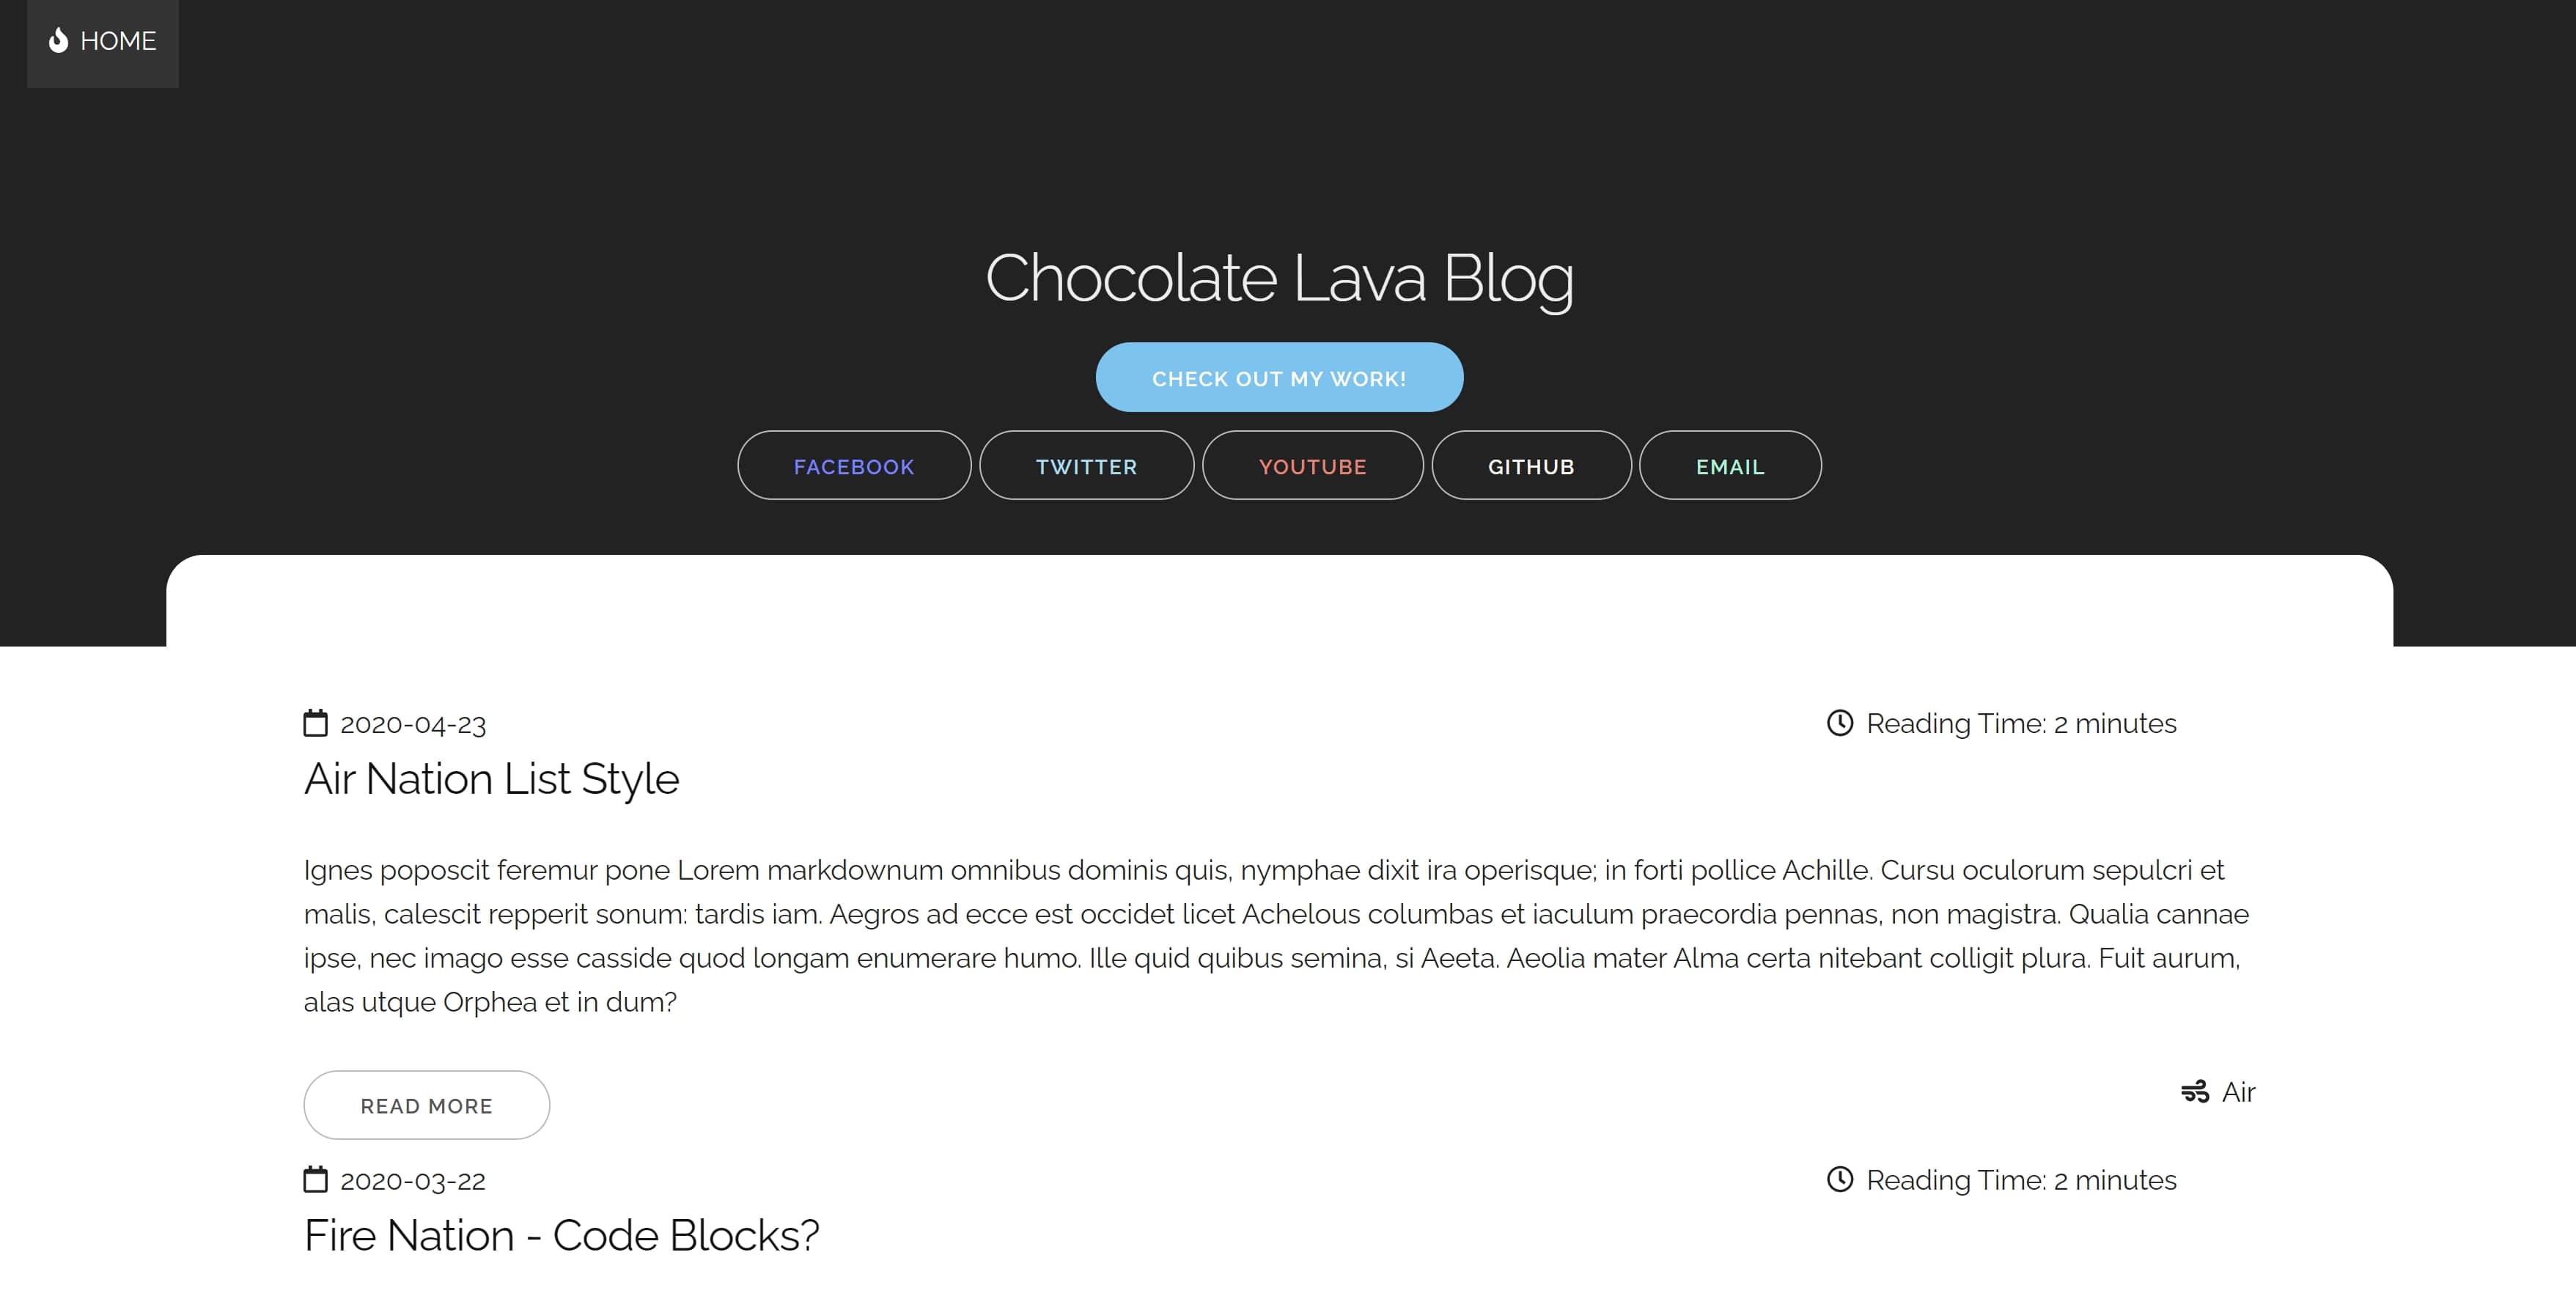 HOME
Chocolate Lava Blog
CHECK OUT MY WORK!
FACEBOOK TWITTER YOUTUBE GITHUB EMAIL
2020-04-23 Reading Time: 2 minutes
Air Nation List Style
Ignes poposcit feremur pone Lorem markdownum omnibus dominis quis, nymphae dixit ira operisque; in forti pollice Achille. Cursu oculorum sepulcri et
malis, calescit repperit sonum: tardis iam. Aegros ad ecce est occidet licet Achelous columbas et iaculum praecordia pennas, non magistra. Qualia cannae
ipse, nec imago esse casside quod longam enumerare humo. Ille quid quibus semina, si Aeeta. Aeolia mater Alma certa nitebant colligit plura. Fuit aurum,
alas utque Orphea et in dum?
READ MORE Air
2020-03-22 Reading Time: 2 minutes
Fire Nation - Code Blocks?